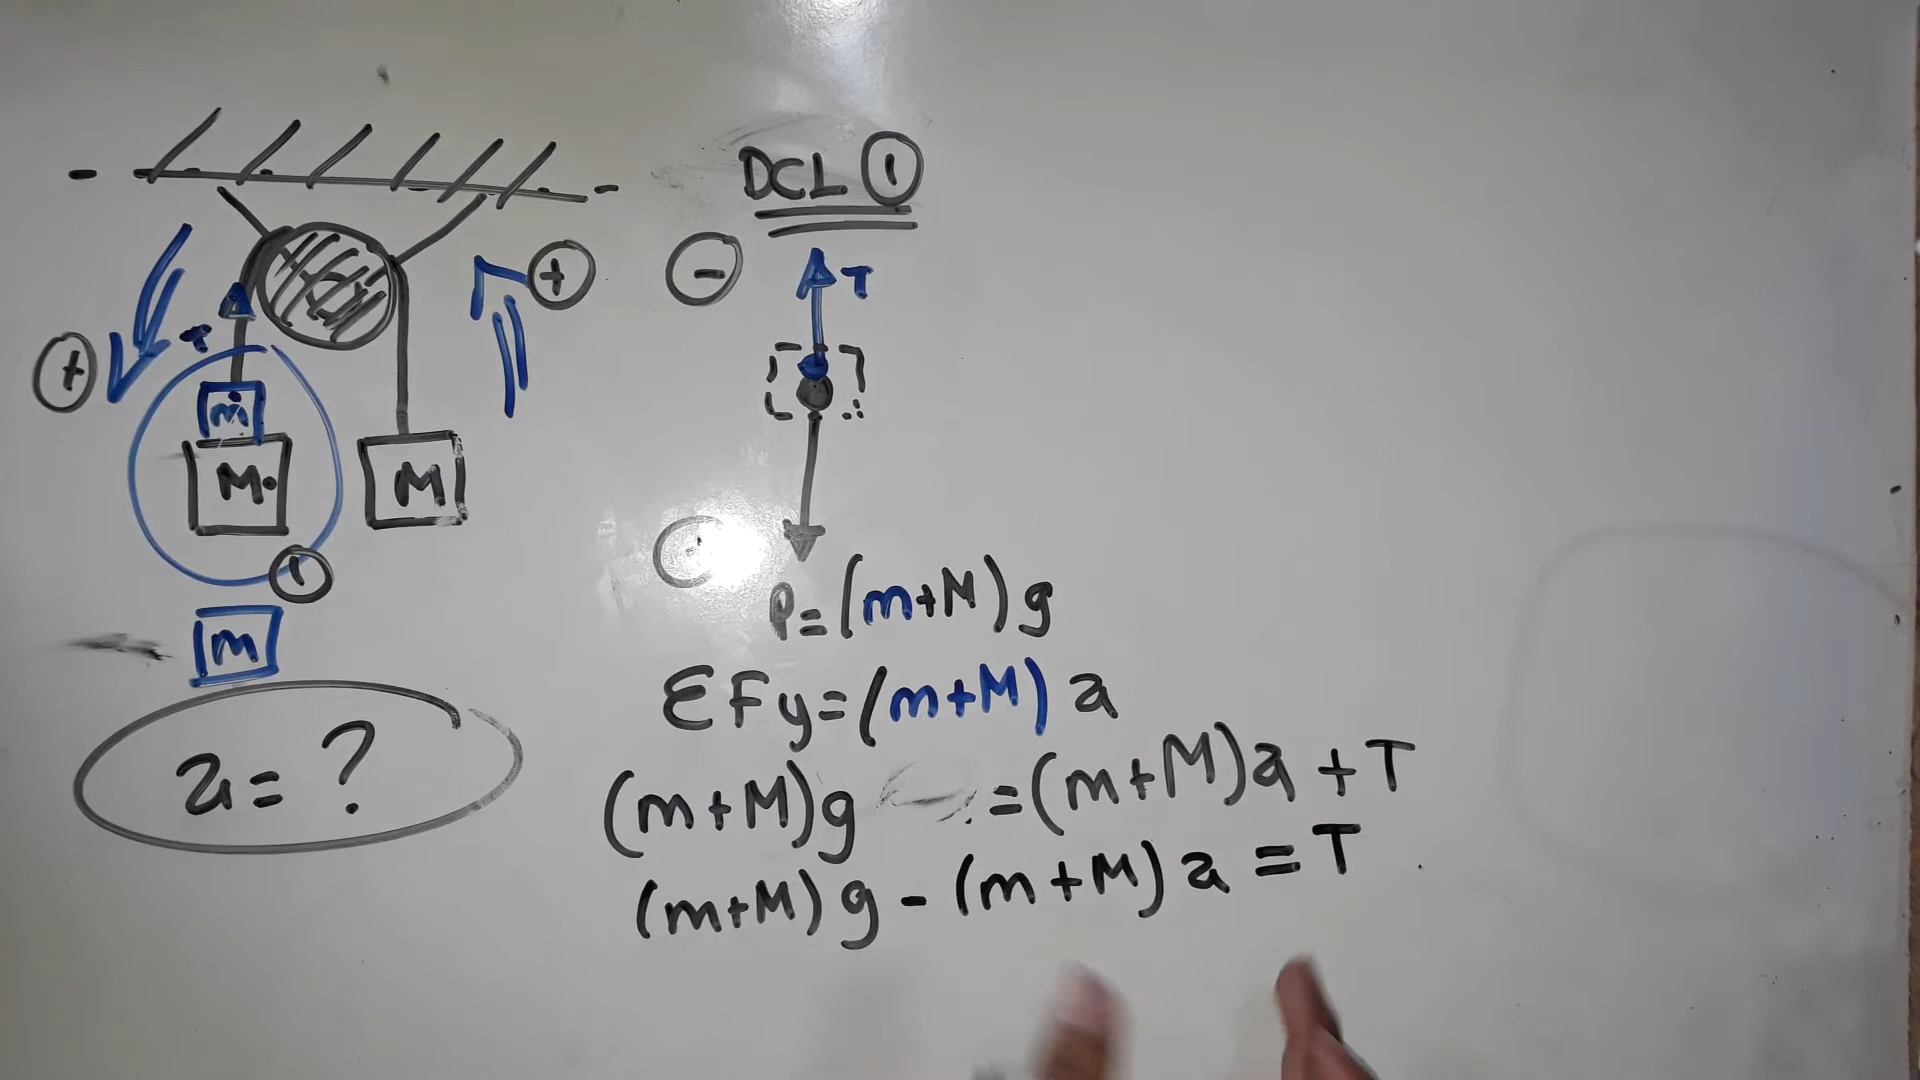 DCL ①
+
-
T
+
T
m
M
M
1
m
a = ?
P=(m+M)g
ΣFy=(m+M)a
(m+M)g =(m+M)a+T
(m+M)g-(m+M)a=T